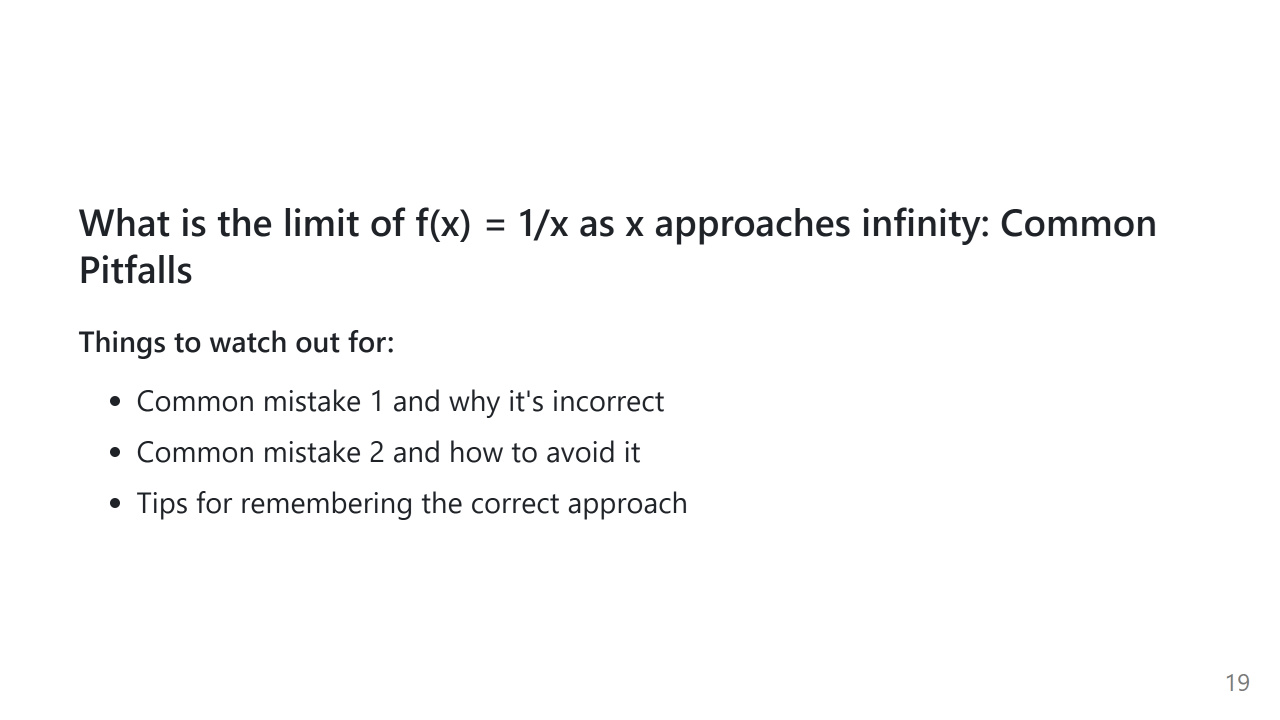 What is the limit of f(x) = 1/x as x approaches infinity: Common
Pitfalls
Things to watch out for:
• Common mistake 1 and why it's incorrect
• Common mistake 2 and how to avoid it
• Tips for remembering the correct approach
19